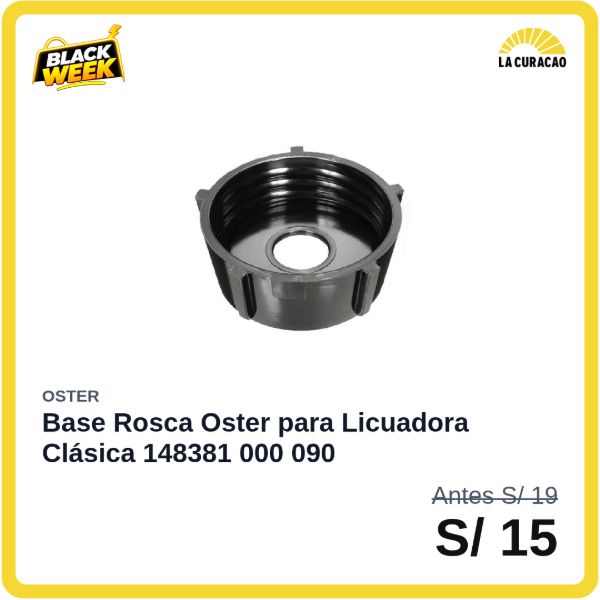 BLACK
WEEK
LA CURACAO
OSTER
Base Rosca Oster para Licuadora
Clásica 148381 000 090
Antes S/ 19
S/ 15